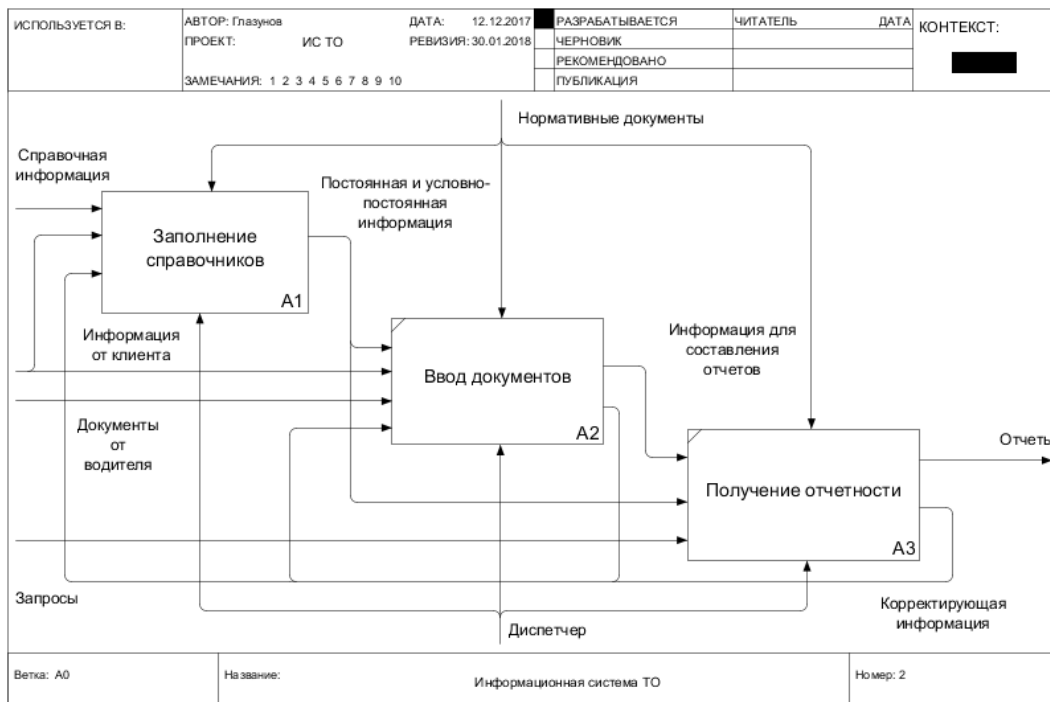 ИСПОЛЬЗУЕТСЯ В:
АВТОР: Глазунов
ДАТА: 12.12.2017
ПРОЕКТ: ИС ТО
РЕВИЗИЯ: 30.01.2018
ЗАМЕЧАНИЯ: 1 2 3 4 5 6 7 8 9 10
РАЗРАБАТЫВАЕТСЯ
ЧЕРНОВИК
РЕКОМЕНДОВАНО
ПУБЛИКАЦИЯ
ЧИТАТЕЛЬ
ДАТА
КОНТЕКСТ:
Нормативные документы
Справочная
информация
Постоянная и условно-
постоянная
информация
Заполнение
справочников
A1
Информация
от клиента
Информация для
составления
отчетов
Ввод документов
A2
Документы
от
водителя
Отчеть
Получение отчетности
A3
Запросы
Корректирующая
информация
Диспетчер
Ветка: A0
Название:
Информационная система ТО
Номер: 2